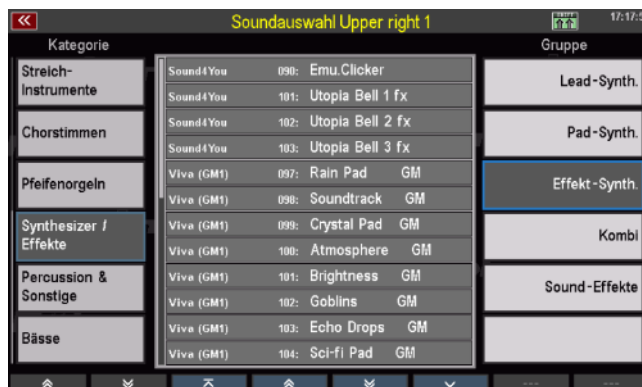 Soundauswahl Upper right 1
17:17:
Kategorie
Gruppe
Streich-
Instrumente
Chorstimmen
Pfeifenorgeln
Synthesizer /
Effekte
Percussion &
Sonstige
Bässe
Sound4You 090: Emu.Clicker
Sound4You 101: Utopia Bell 1 fx
Sound4You 102: Utopia Bell 2 fx
Sound4You 103: Utopia Bell 3 fx
Viva (GM1) 097: Rain Pad GM
Viva (GM1) 098: Soundtrack GM
Viva (GM1) 099: Crystal Pad GM
Viva (GM1) 100: Atmosphere GM
Viva (GM1) 101: Brightness GM
Viva (GM1) 102: Goblins GM
Viva (GM1) 103: Echo Drops GM
Viva (GM1) 104: Sci-fi Pad GM
Lead-Synth.
Pad-Synth.
Effekt-Synth.
Kombi
Sound-Effekte
--- ---